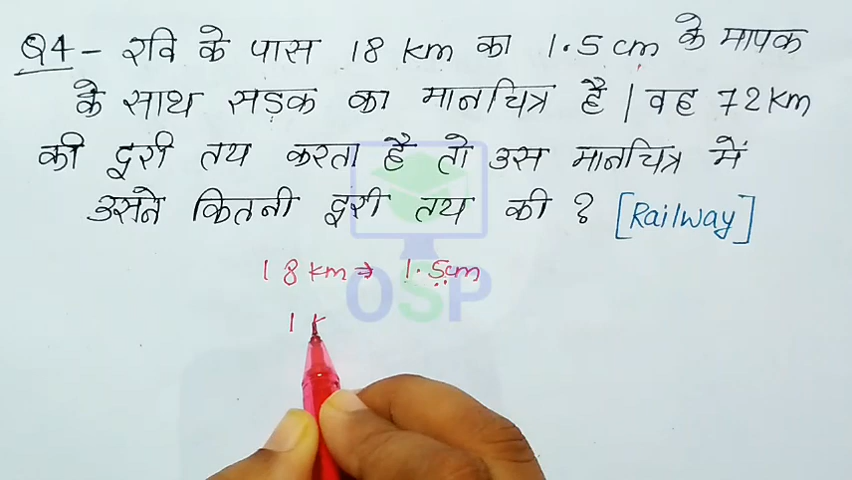 Q4 - रवि के पास 18 km का 1.5 cm के मापक
के साथ सड़क का मानचित्र है | वह 72 km
की दूरी तय करता है तो उस मानचित्र में
उसने कितनी दूरी तय की ? [Railway]
18 km → 1.5cm
1 K
OSP